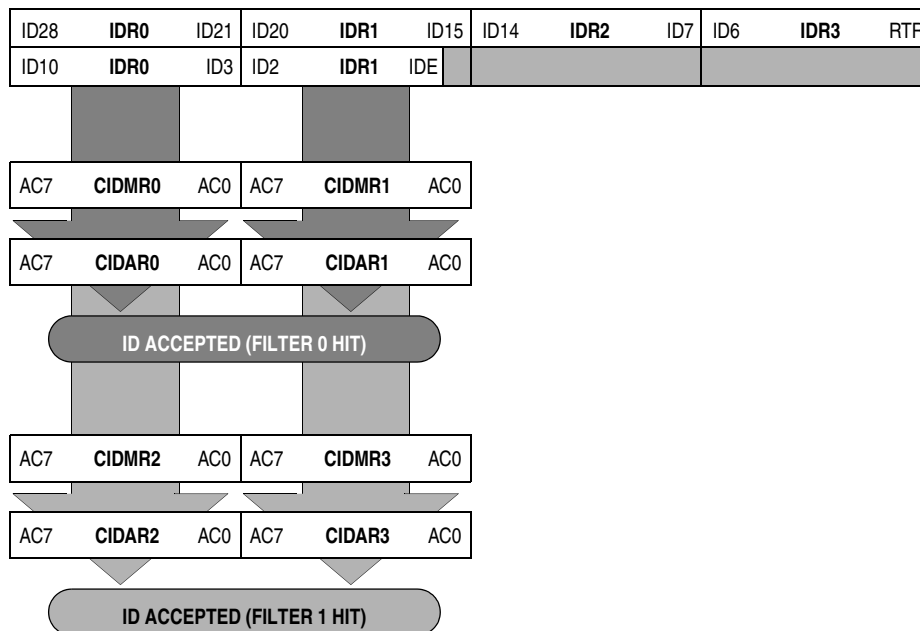 ID28 IDR0 ID21 ID20 IDR1 ID15 ID14 IDR2 ID7 ID6 IDR3 RTR
ID10 IDR0 ID3 ID2 IDR1 IDE
AC7 CIDMR0 AC0 AC7 CIDMR1 AC0
AC7 CIDAR0 AC0 AC7 CIDAR1 AC0
ID ACCEPTED (FILTER 0 HIT)
AC7 CIDMR2 AC0 AC7 CIDMR3 AC0
AC7 CIDAR2 AC0 AC7 CIDAR3 AC0
ID ACCEPTED (FILTER 1 HIT)